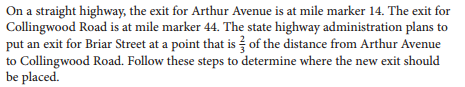 On a straight highway, the exit for Arthur Avenue is at mile marker 14. The exit for
Collingwood Road is at mile marker 44. The state highway administration plans to
put an exit for Briar Street at a point that is 2/3 of the distance from Arthur Avenue
to Collingwood Road. Follow these steps to determine where the new exit should
be placed.